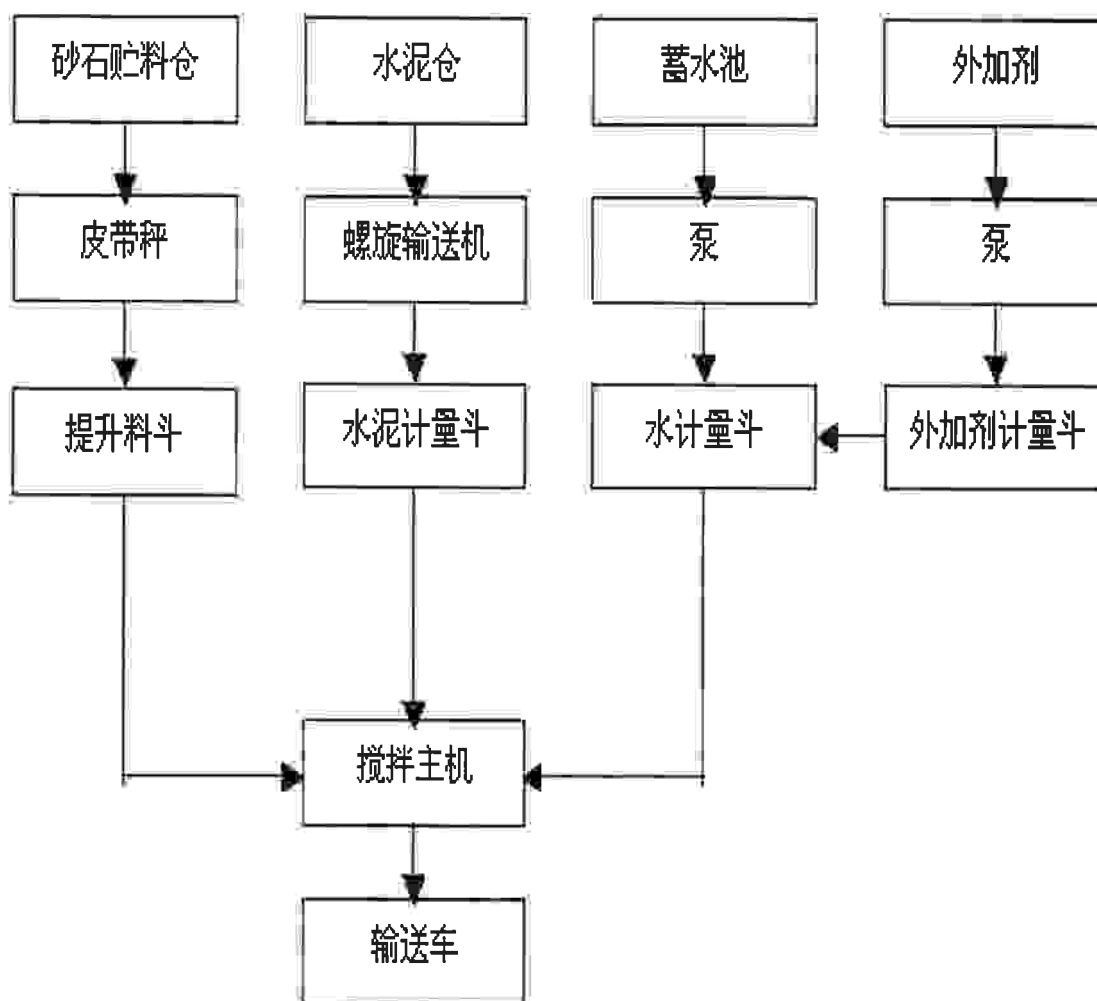 砂石贮料仓
水泥仓
蓄水池
外加剂
皮带秤
螺旋输送机
泵
泵
提升料斗
水泥计量斗
水计量斗
外加剂计量斗
搅拌主机
输送车